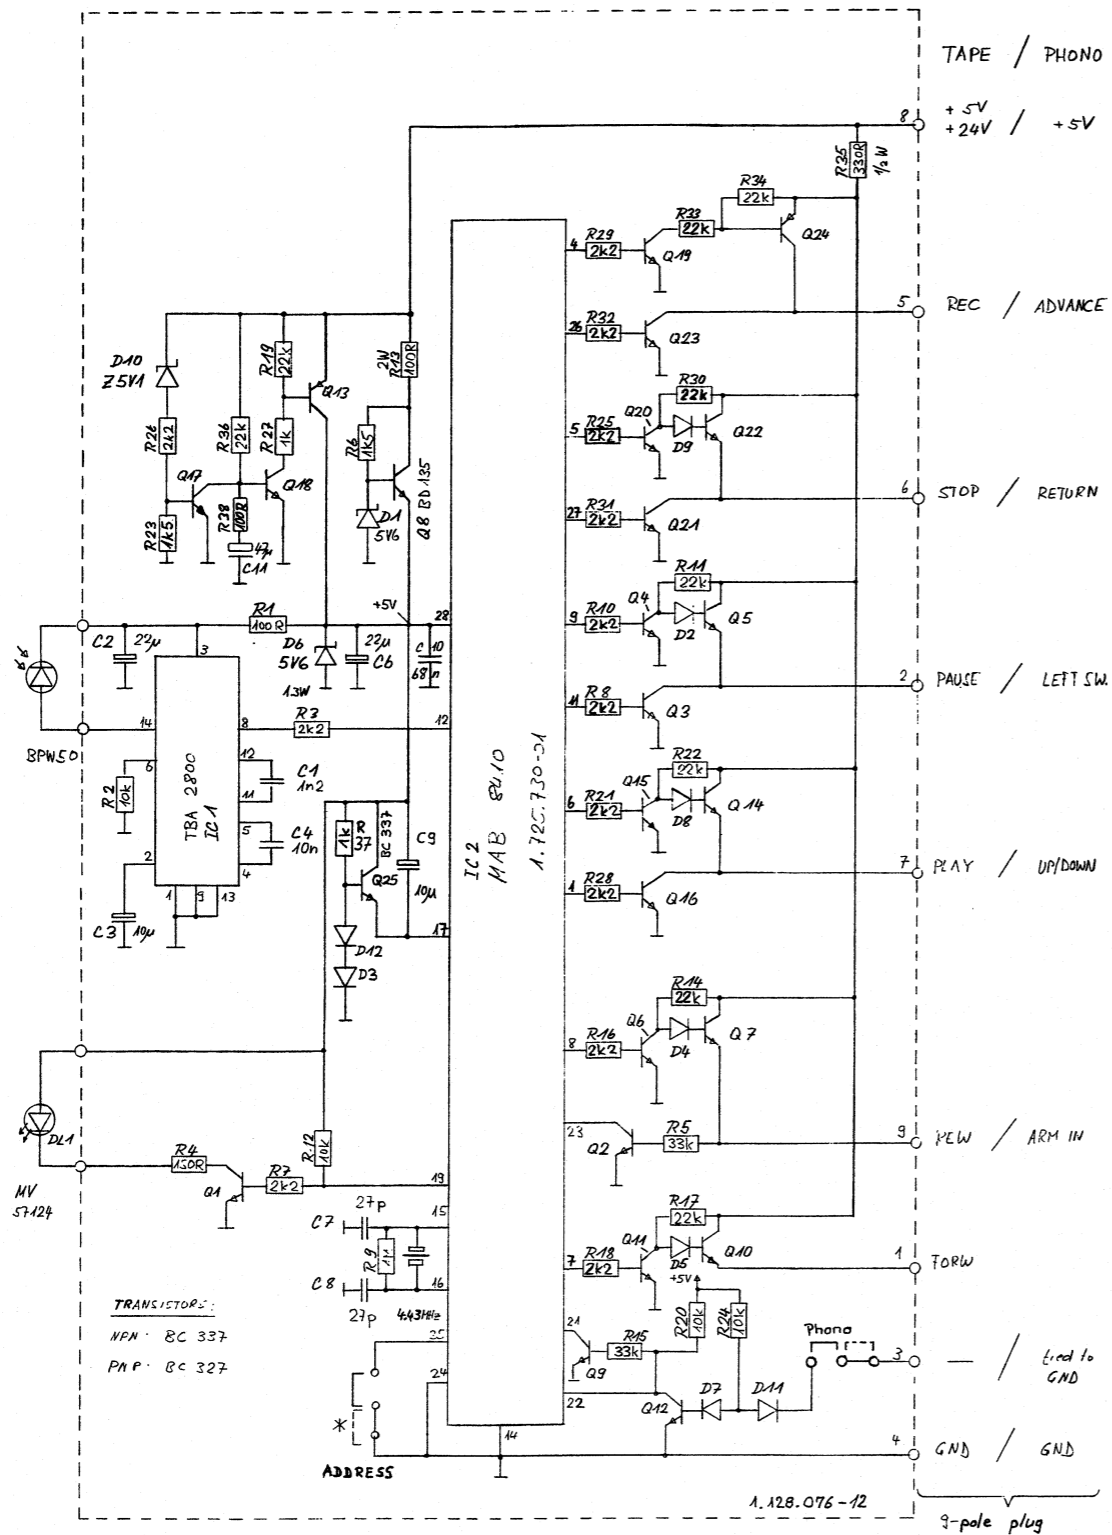 TAPE / PHONO
8
+ 5V
+24V / +5V
R35
330R
1/2 W
R34
22k
R33
22k
Q24
R29
4
2k2
Q19
5
REC / ADVANCE
R32
26
2k2
Q23
D10
Z5V1
R19
22k
Q13
2W
R13
100R
R30
22k
R26
2k2
R36
22k
R27
1k
R6
1k5
Q20
R25
5
2k2
D9
Q22
Q17
Q18
Q8 BD135
6
STOP / RETURN
R23
1k5
R38
100R
47µ
C11
D1
5V6
R31
27
2k2
Q21
R11
22k
R1
100R
+5V
28
Q4
R10
9
2k2
D2
Q5
C2
22µ
3
D6
5V6
1.3W
22µ
C6
C10
68n
2
PAUSE / LEFT SW.
R8
11
2k2
Q3
BPW50
14
8
R3
2k2
12
R22
22k
6
R2
10k
TBA 2800
IC1
12
C1
1n2
11
IC2
MAB 8410
1.725.730-01
Q15
R21
6
2k2
D8
Q14
5
C4
10n
4
1k
R37
BC 337
C9
10µ
Q25
2
7
PLAY / UP/DOWN
R28
1
2k2
Q16
1
9
13
C3
10µ
17
D12
D3
R14
22k
Q6
R16
8
2k2
D4
Q7
DL1
MV
57124
R4
150R
Q1
R7
2k2
R12
10k
19
23
Q2
R5
33k
9
REW / ARM IN
15
R17
22k
C7
27p
R9
1M
C8
27p
16
4.43MHz
Q11
R18
7
2k2
D5
Q10
+5V
1
FORW
TRANSISTORS:
NPN: BC 337
PNP: BC 327
25
24
21
Q9
R15
33k
R20
10k
R24
10k
Phono
3
— / tied to
GND
22
Q12
D7
D11
*
ADDRESS
14
4
GND / GND
1.128.076-12
9-pole plug